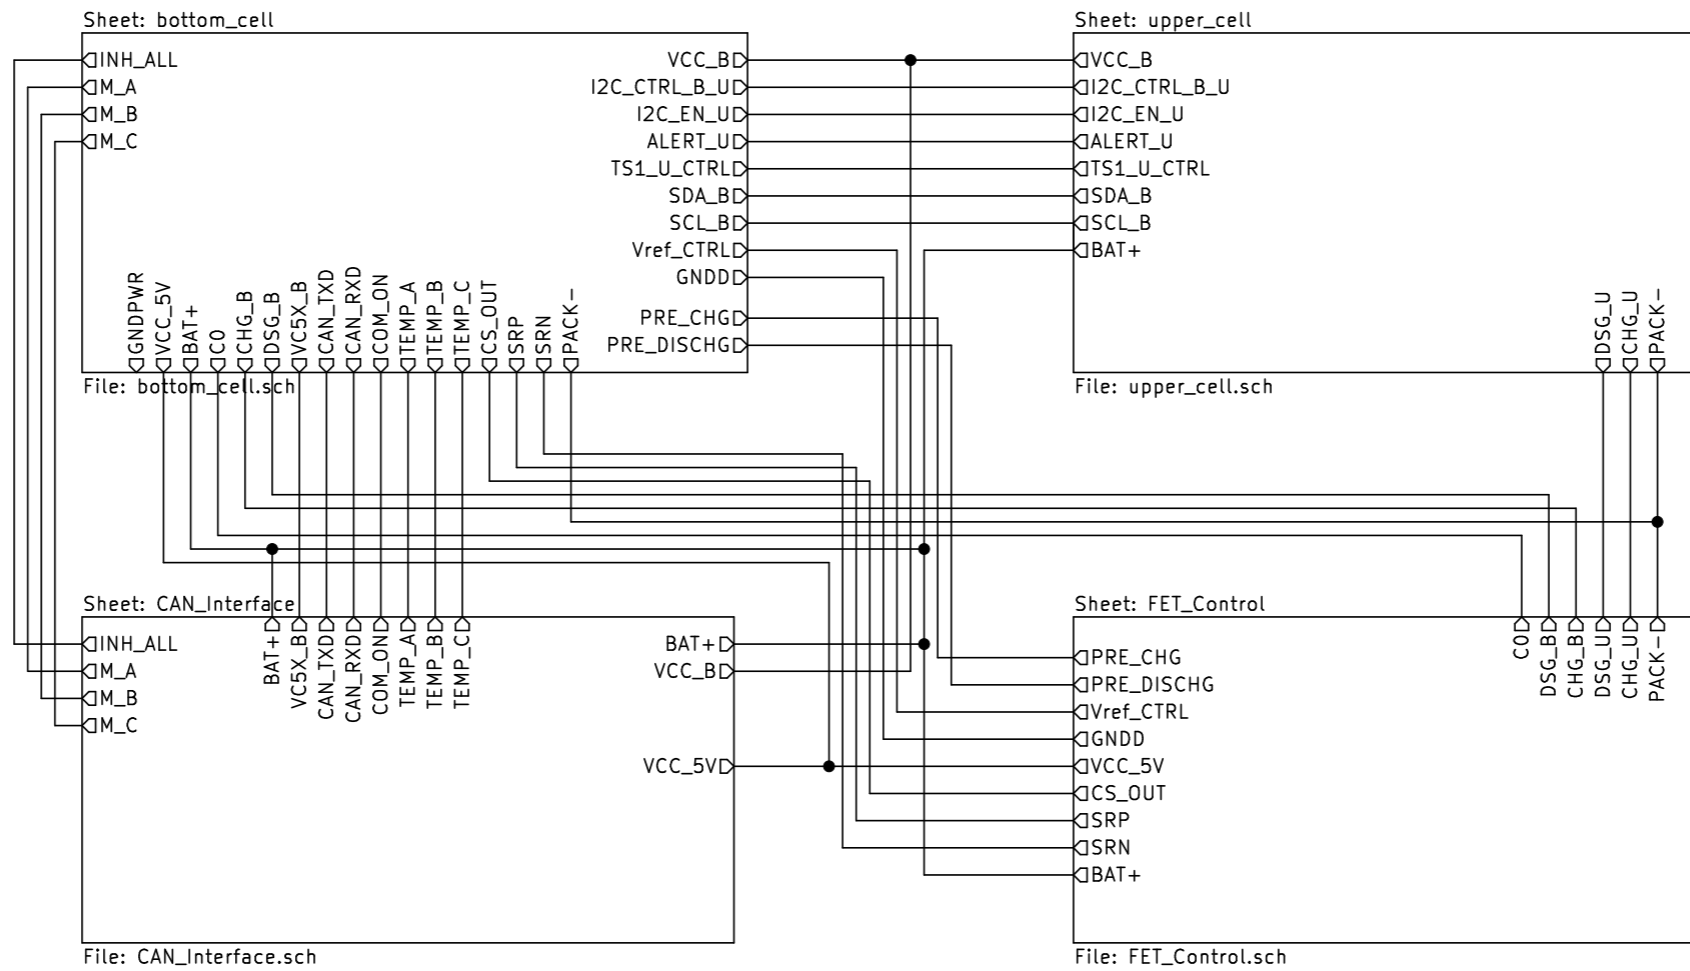 Sheet: bottom_cell
INH_ALL
M_A
M_B
M_C
VCC_B
I2C_CTRL_B_U
I2C_EN_U
ALERT_U
TS1_U_CTRL
SDA_B
SCL_B
Vref_CTRL
GNDD
PRE_CHG
PRE_DISCHG
GNDPWR
VCC_5V
BAT+
C0
CHG_B
DSG_B
VC5X_B
CAN_TXD
CAN_RXD
COM_ON
TEMP_A
TEMP_B
TEMP_C
CS_OUT
SRP
SRN
PACK-
File: bottom_cell.sch
Sheet: upper_cell
VCC_B
I2C_CTRL_B_U
I2C_EN_U
ALERT_U
TS1_U_CTRL
SDA_B
SCL_B
BAT+
DSG_U
CHG_U
PACK-
File: upper_cell.sch
Sheet: CAN_Interface
INH_ALL
M_A
M_B
M_C
BAT+
VC5X_B
CAN_TXD
CAN_RXD
COM_ON
TEMP_A
TEMP_B
TEMP_C
BAT+
VCC_B
VCC_5V
File: CAN_Interface.sch
Sheet: FET_Control
PRE_CHG
PRE_DISCHG
Vref_CTRL
GNDD
VCC_5V
CS_OUT
SRP
SRN
BAT+
C0
DSG_B
CHG_B
DSG_U
CHG_U
PACK-
File: FET_Control.sch